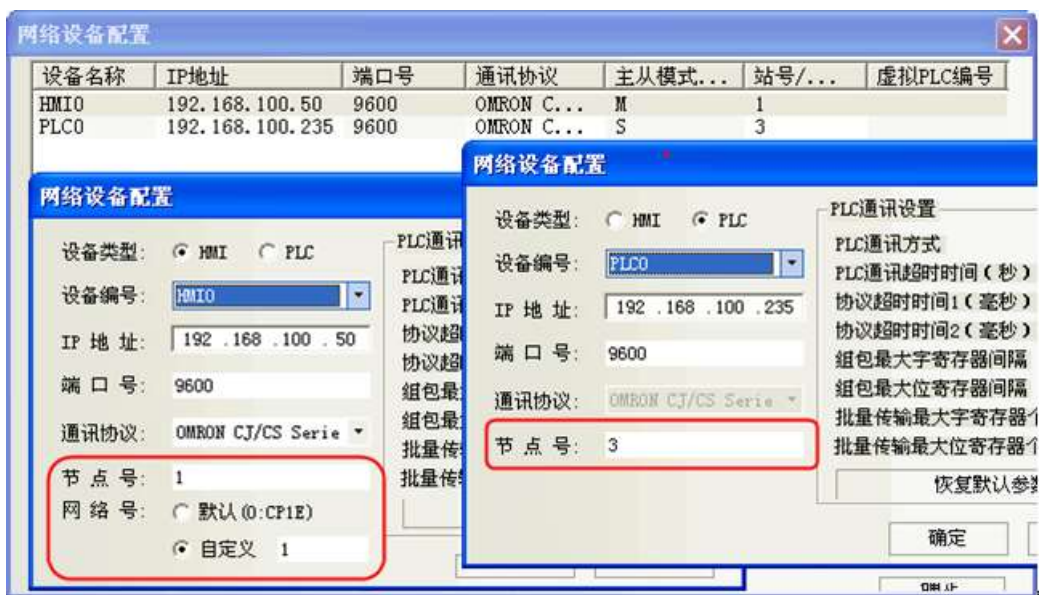 网络设备配置
设备名称 IP地址 端口号 通讯协议 主从模式... 站号/... 虚拟PLC编号
HMI0 192.168.100.50 9600 OMRON C... M 1
PLC0 192.168.100.235 9600 OMRON C... S 3
网络设备配置
设备类型: HMI PLC
设备编号: HMI0
IP 地 址: 192 .168 .100 . 50
端 口 号: 9600
通讯协议: OMRON CJ/CS Serie
节 点 号: 1
网 络 号: 默认(0:CP1E)
自定义 1
PLC通讯
PLC通讯
PLC通讯
协议超
协议超
组包最
组包最
批量传
批量传
网络设备配置
设备类型: HMI PLC
设备编号: PLC0
IP 地 址: 192 .168 .100 .235
端 口 号: 9600
通讯协议: OMRON CJ/CS Serie
节 点 号: 3
PLC通讯设置
PLC通讯方式
PLC通讯超时时间(秒)
协议超时时间1(毫秒)
协议超时时间2(毫秒)
组包最大字寄存器间隔
组包最大位寄存器间隔
批量传输最大字寄存器个
批量传输最大位寄存器个
恢复默认参数
确定